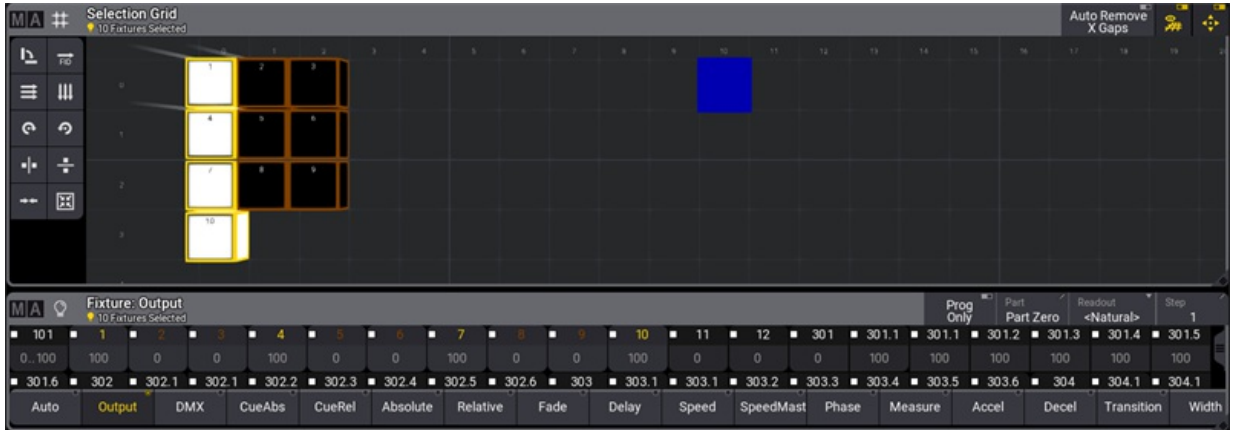 MA Selection Grid
10 Fixtures Selected
Auto Remove
X Gaps
FID
0 1 2 3 4 5 6 7 8 9 10 11 12 13 14 15 16 17 18 19
0 1 2 3
1 4 5 6
2 7 8 9
3 10
MA Fixture: Output
10 Fixtures Selected
Prog
Only
Part
Part Zero
Readout
<Natural>
Step
1
101 1 2 3 4 5 6 7 8 9 10 11 12 301 301.1 301.1 301.2 301.3 301.4 301.5
0..100 100 0 0 100 0 0 100 0 0 100 0 0 0 100 100 100 100 100 100
301.6 302 302.1 302.1 302.2 302.3 302.4 302.5 302.6 303 303.1 303.1 303.2 303.3 303.4 303.5 303.6 304 304.1 304.1
Auto Output DMX CueAbs CueRel Absolute Relative Fade Delay Speed SpeedMast Phase Measure Accel Decel Transition Width